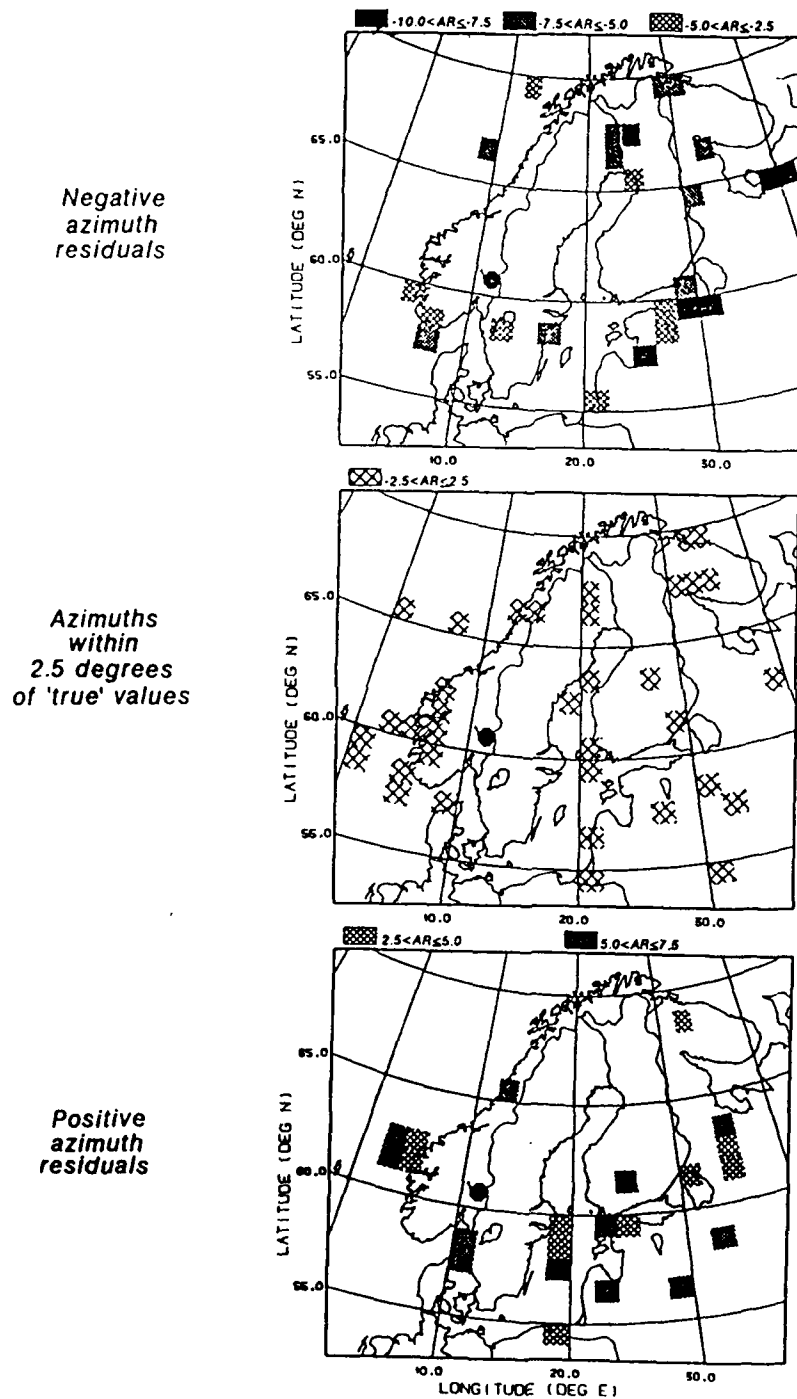 -10.0<AR≤-7.5 -7.5<AR≤-5.0 -5.0<AR≤-2.5
Negative
azimuth
residuals
LATITUDE (DEG N)
65.0
60.0
55.0
10.0 20.0 30.0
-2.5<AR≤2.5
Azimuths
within
2.5 degrees
of 'true' values
LATITUDE (DEG N)
65.0
60.0
55.0
10.0 20.0 30.0
2.5<AR≤5.0 5.0<AR≤7.5
Positive
azimuth
residuals
LATITUDE (DEG N)
65.0
60.0
55.0
10.0 20.0 30.0
LONGITUDE (DEG E)